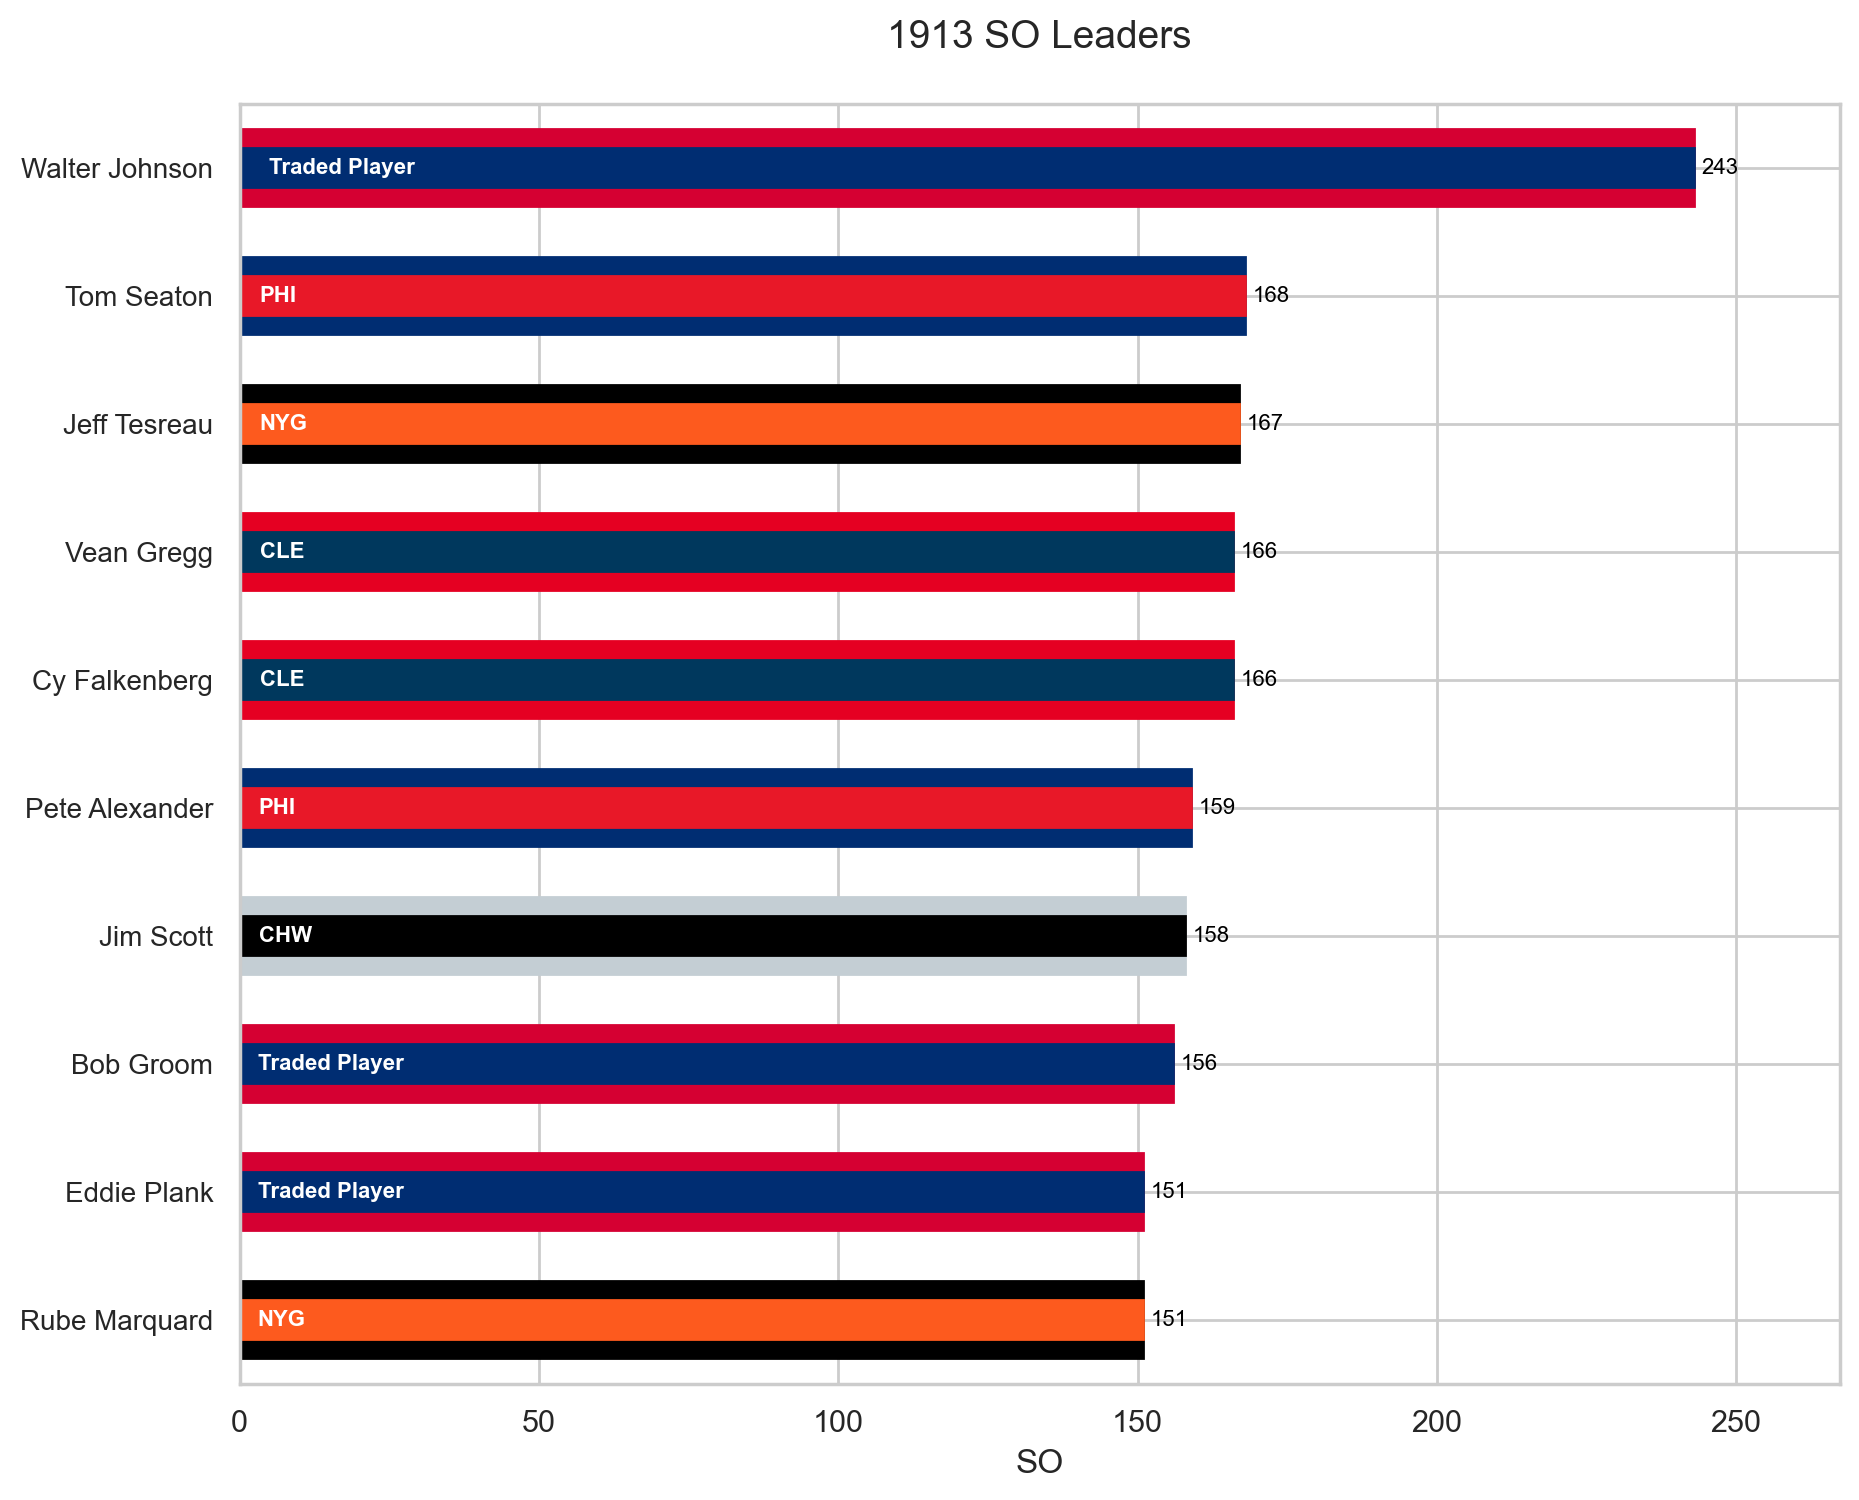 1913 SO Leaders
Walter Johnson Traded Player 243
Tom Seaton PHI 168
Jeff Tesreau NYG 167
Vean Gregg CLE 166
Cy Falkenberg CLE 166
Pete Alexander PHI 159
Jim Scott CHW 158
Bob Groom Traded Player 156
Eddie Plank Traded Player 151
Rube Marquard NYG 151
0 50 100 150 200 250
SO